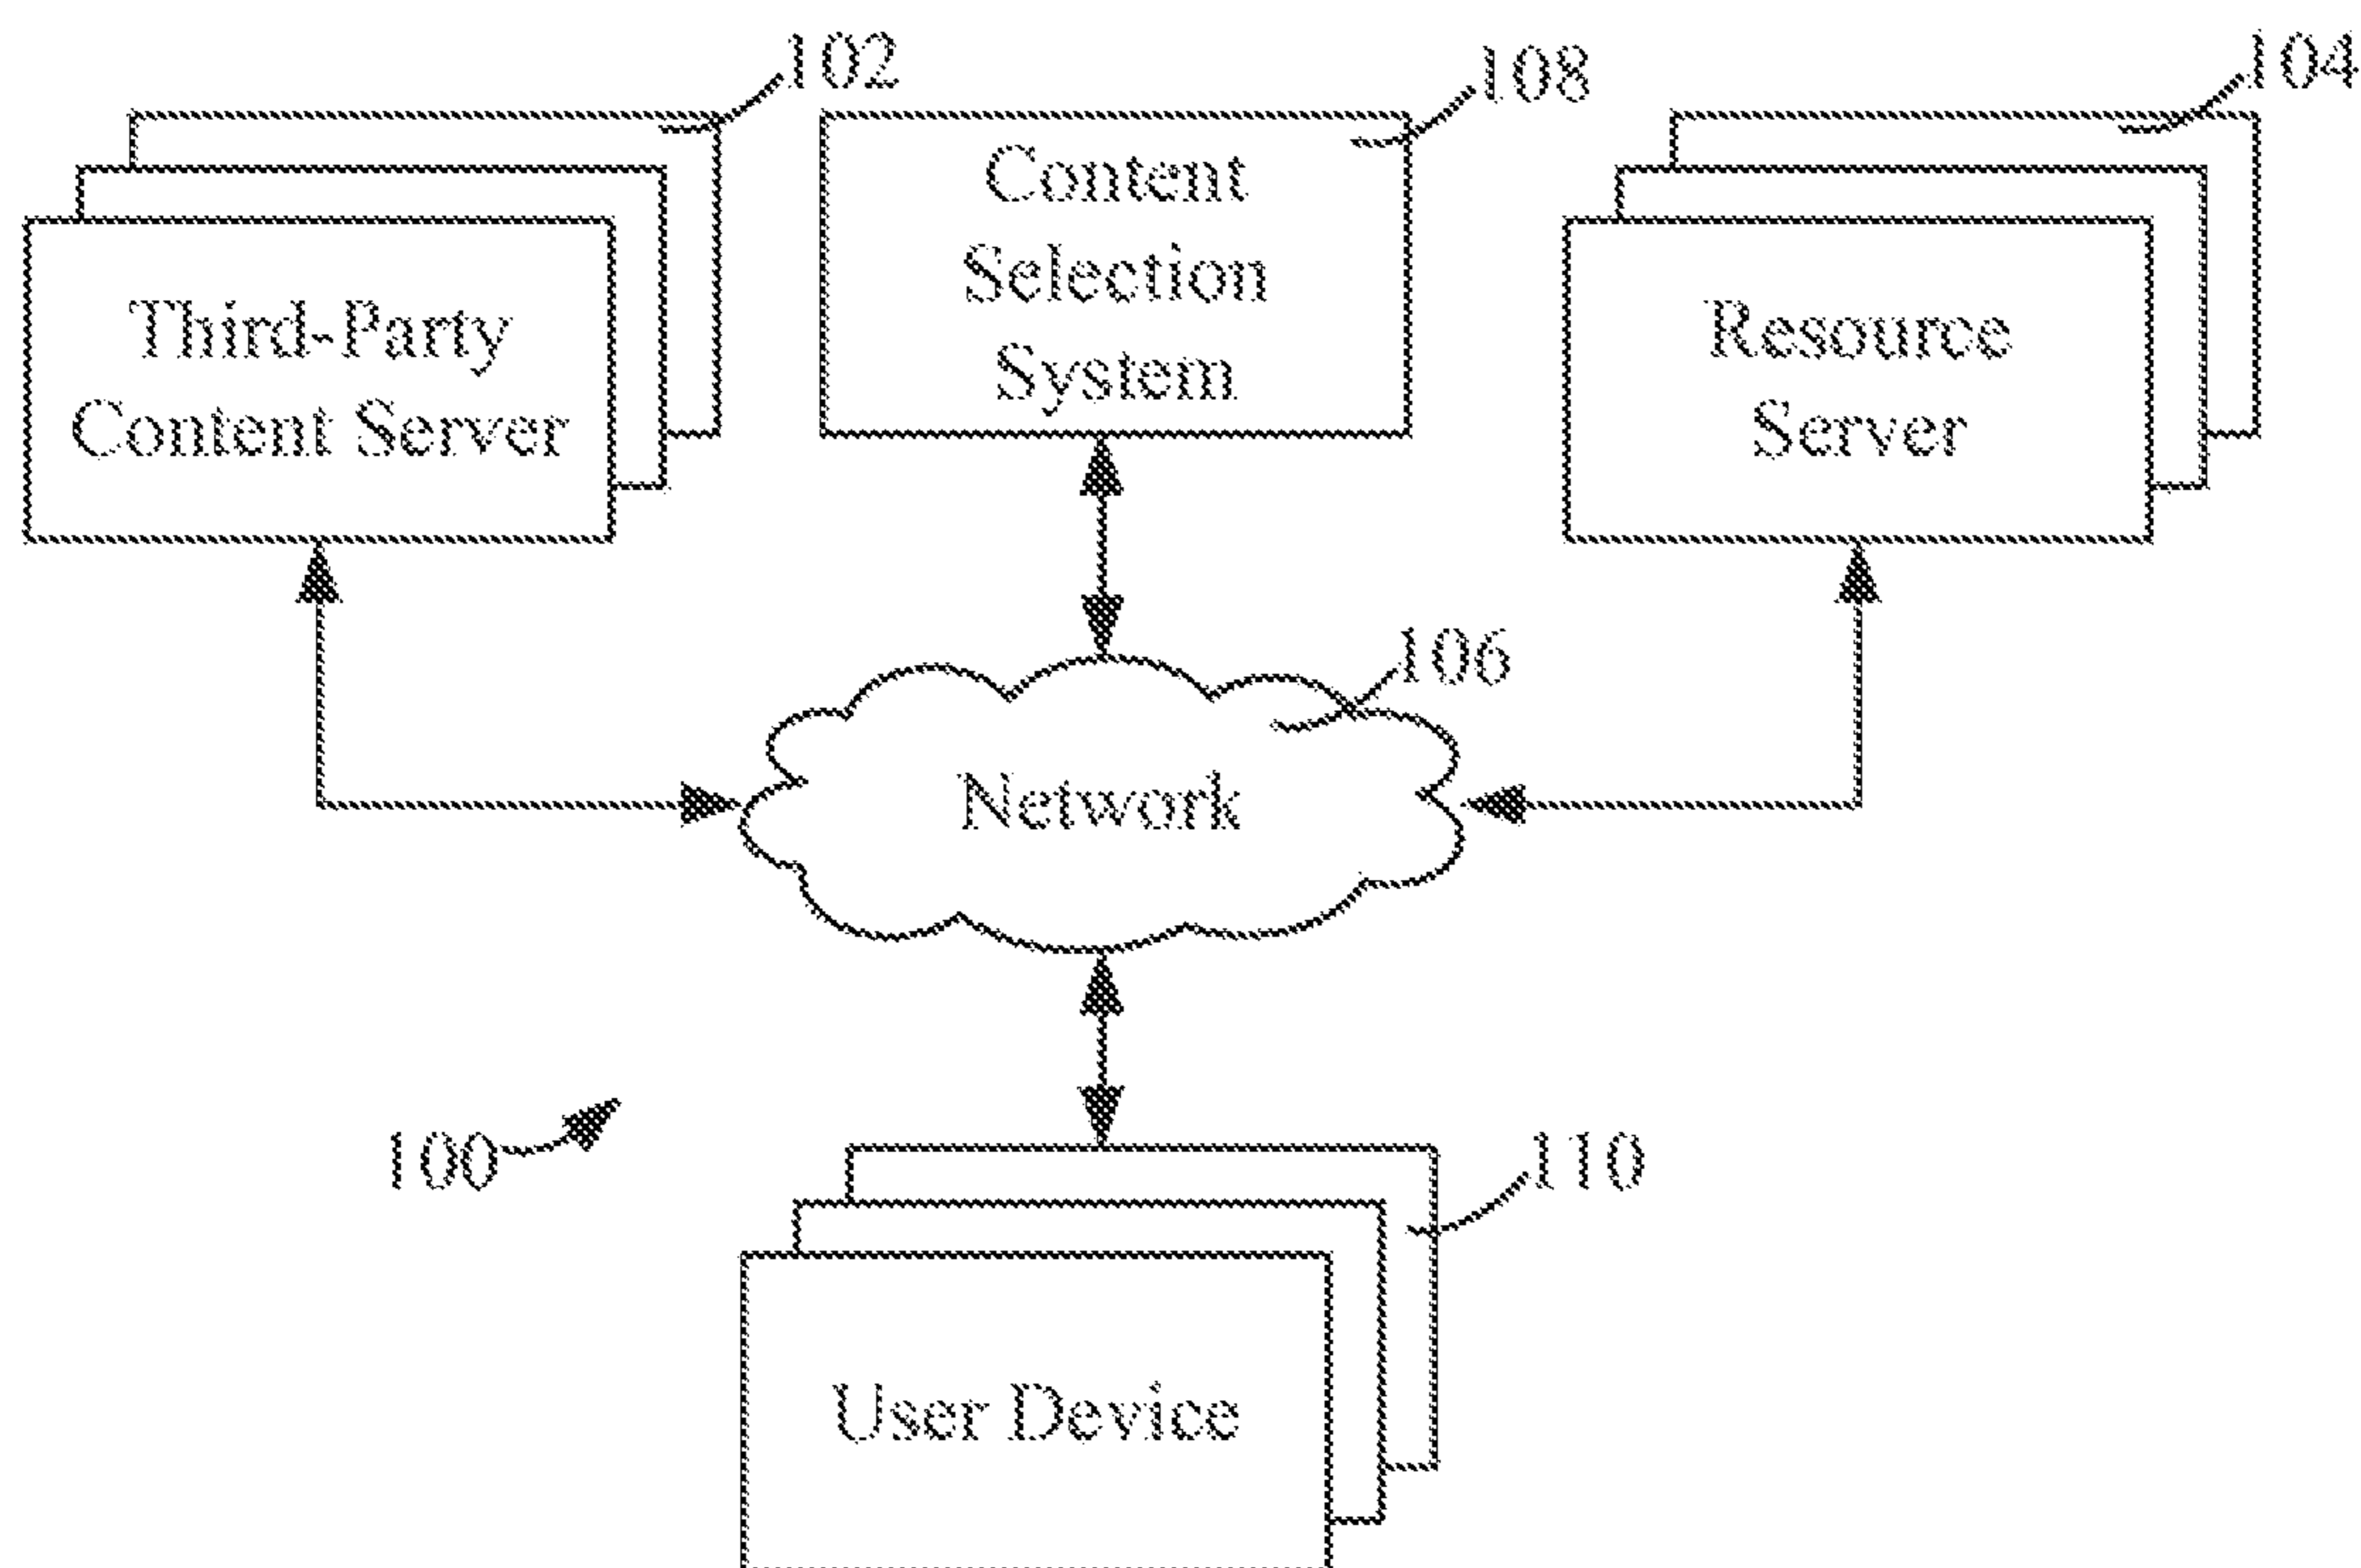 102
108
104
Content
Selection
System
Third-Party
Content Server
Resource
Server
106
Network
100
110
User Device